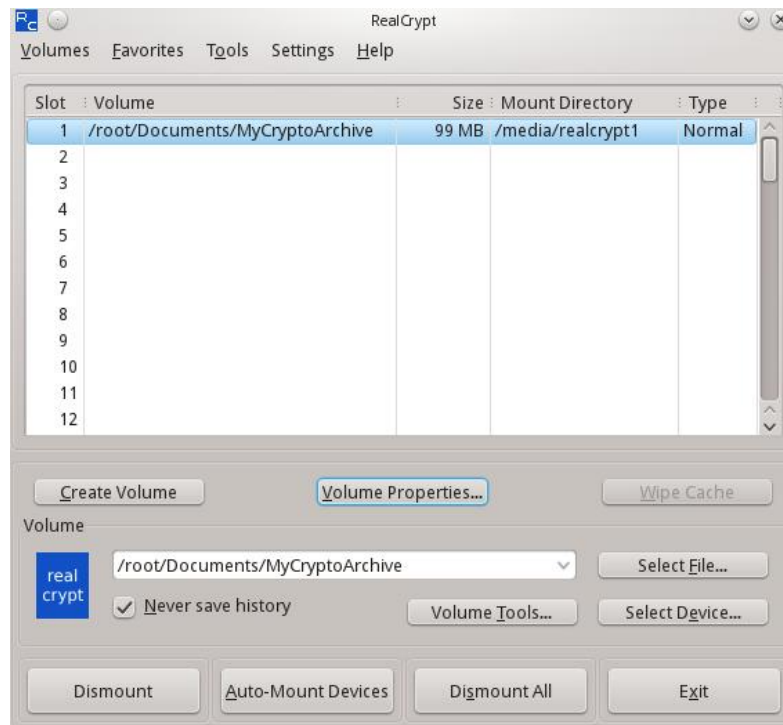 Rc RealCrypt
Volumes Favorites Tools Settings Help
Slot Volume Size Mount Directory Type
1 /root/Documents/MyCryptoArchive 99 MB /media/realcrypt1 Normal
2
3
4
5
6
7
8
9
10
11
12
Create Volume Volume Properties... Wipe Cache
Volume
real
crypt
/root/Documents/MyCryptoArchive Select File...
Never save history Volume Tools... Select Device...
Dismount Auto-Mount Devices Dismount All Exit